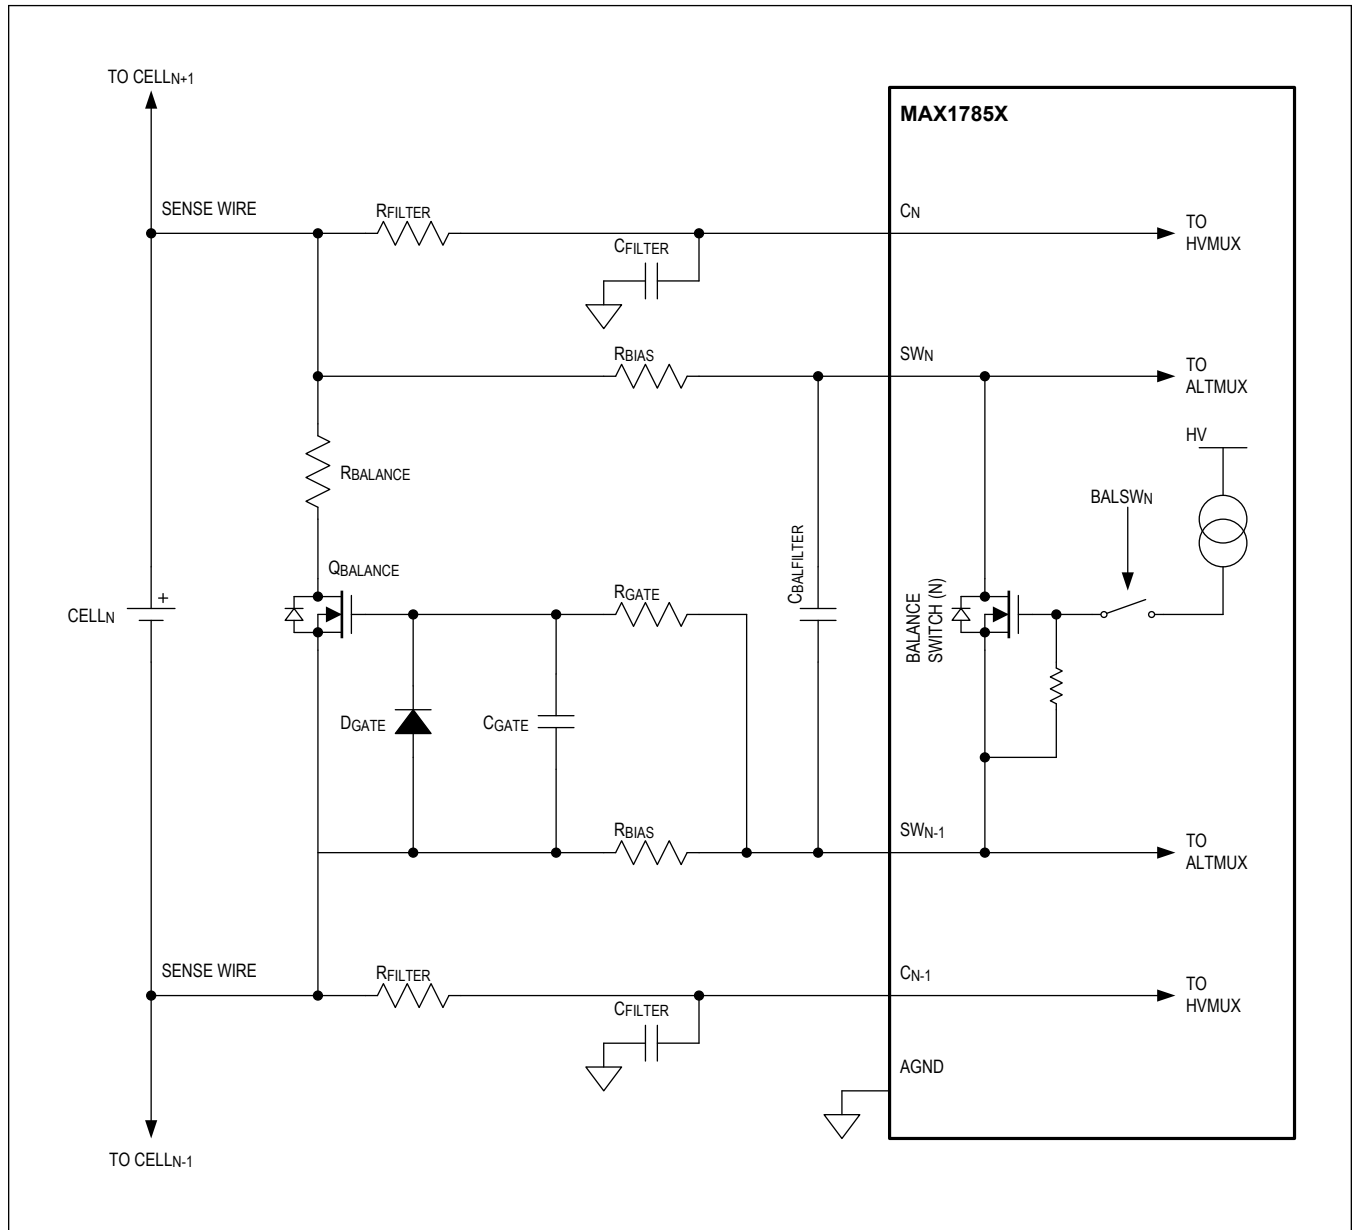 TO CELLN+1
MAX1785X
SENSE WIRE
RFILTER
CN
TO
HVMUX
CFILTER
RBIAS
SWN
TO
ALTMUX
HV
RBALANCE
BALSWN
QBALANCE
RGATE
CBALFILTER
BALANCE
SWITCH (N)
+
CELLN
DGATE
CGATE
RBIAS
SWN-1
TO
ALTMUX
SENSE WIRE
RFILTER
CN-1
TO
HVMUX
CFILTER
AGND
TO CELLN-1